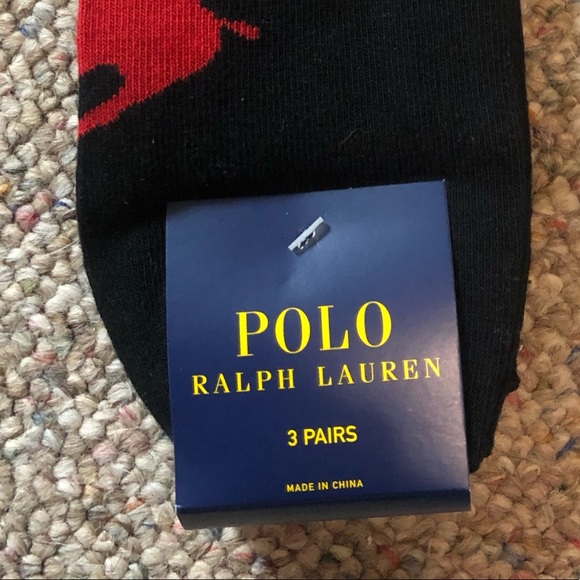 POLO
RALPH LAUREN
3 PAIRS
MADE IN CHINA